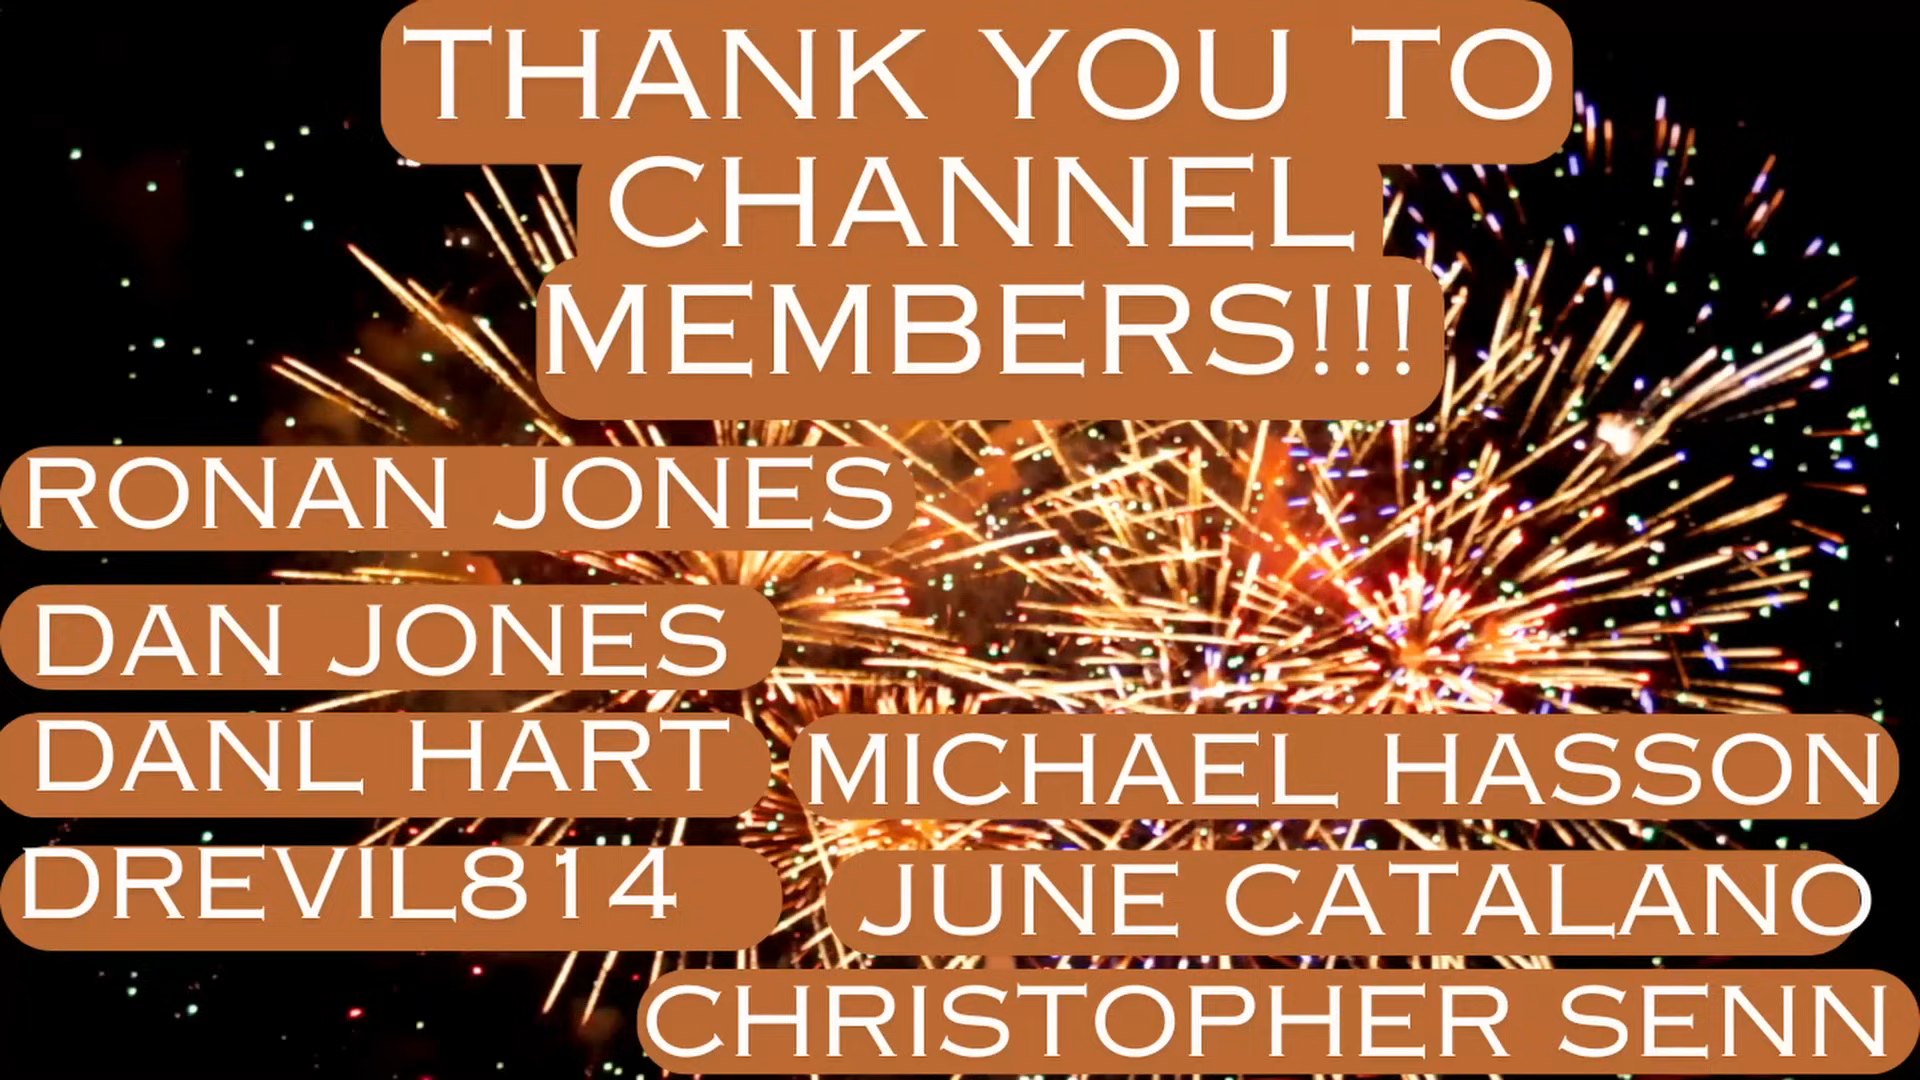 THANK YOU TO
CHANNEL
MEMBERS!!!
RONAN JONES
DAN JONES
DANL HART
MICHAEL HASSON
DREVIL814
JUNE CATALANO
CHRISTOPHER SENN